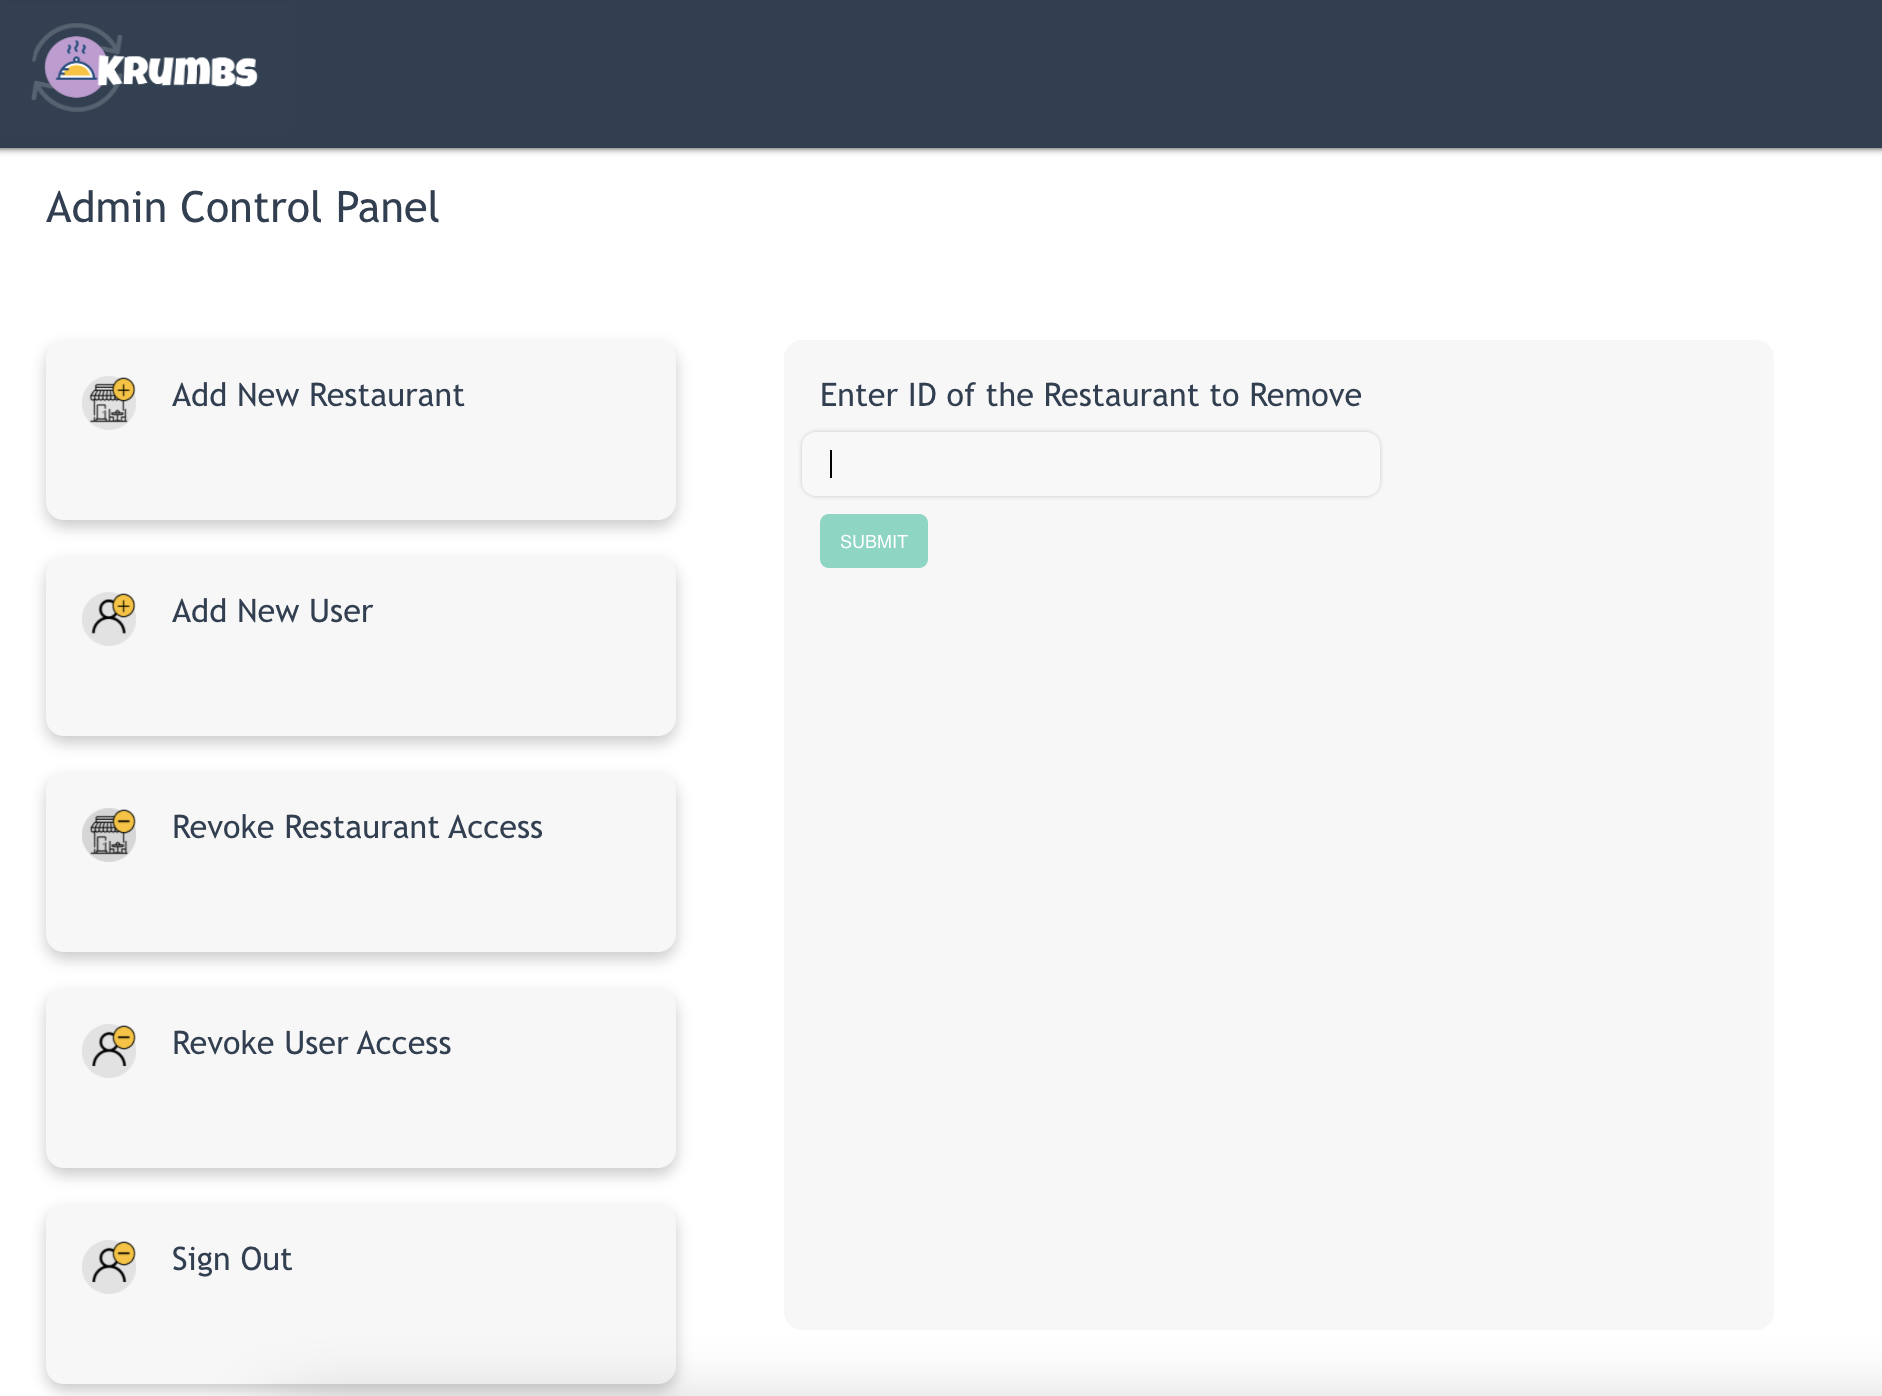 KRumBS
Admin Control Panel
Add New Restaurant
Add New User
Revoke Restaurant Access
Revoke User Access
Sign Out
Enter ID of the Restaurant to Remove
SUBMIT